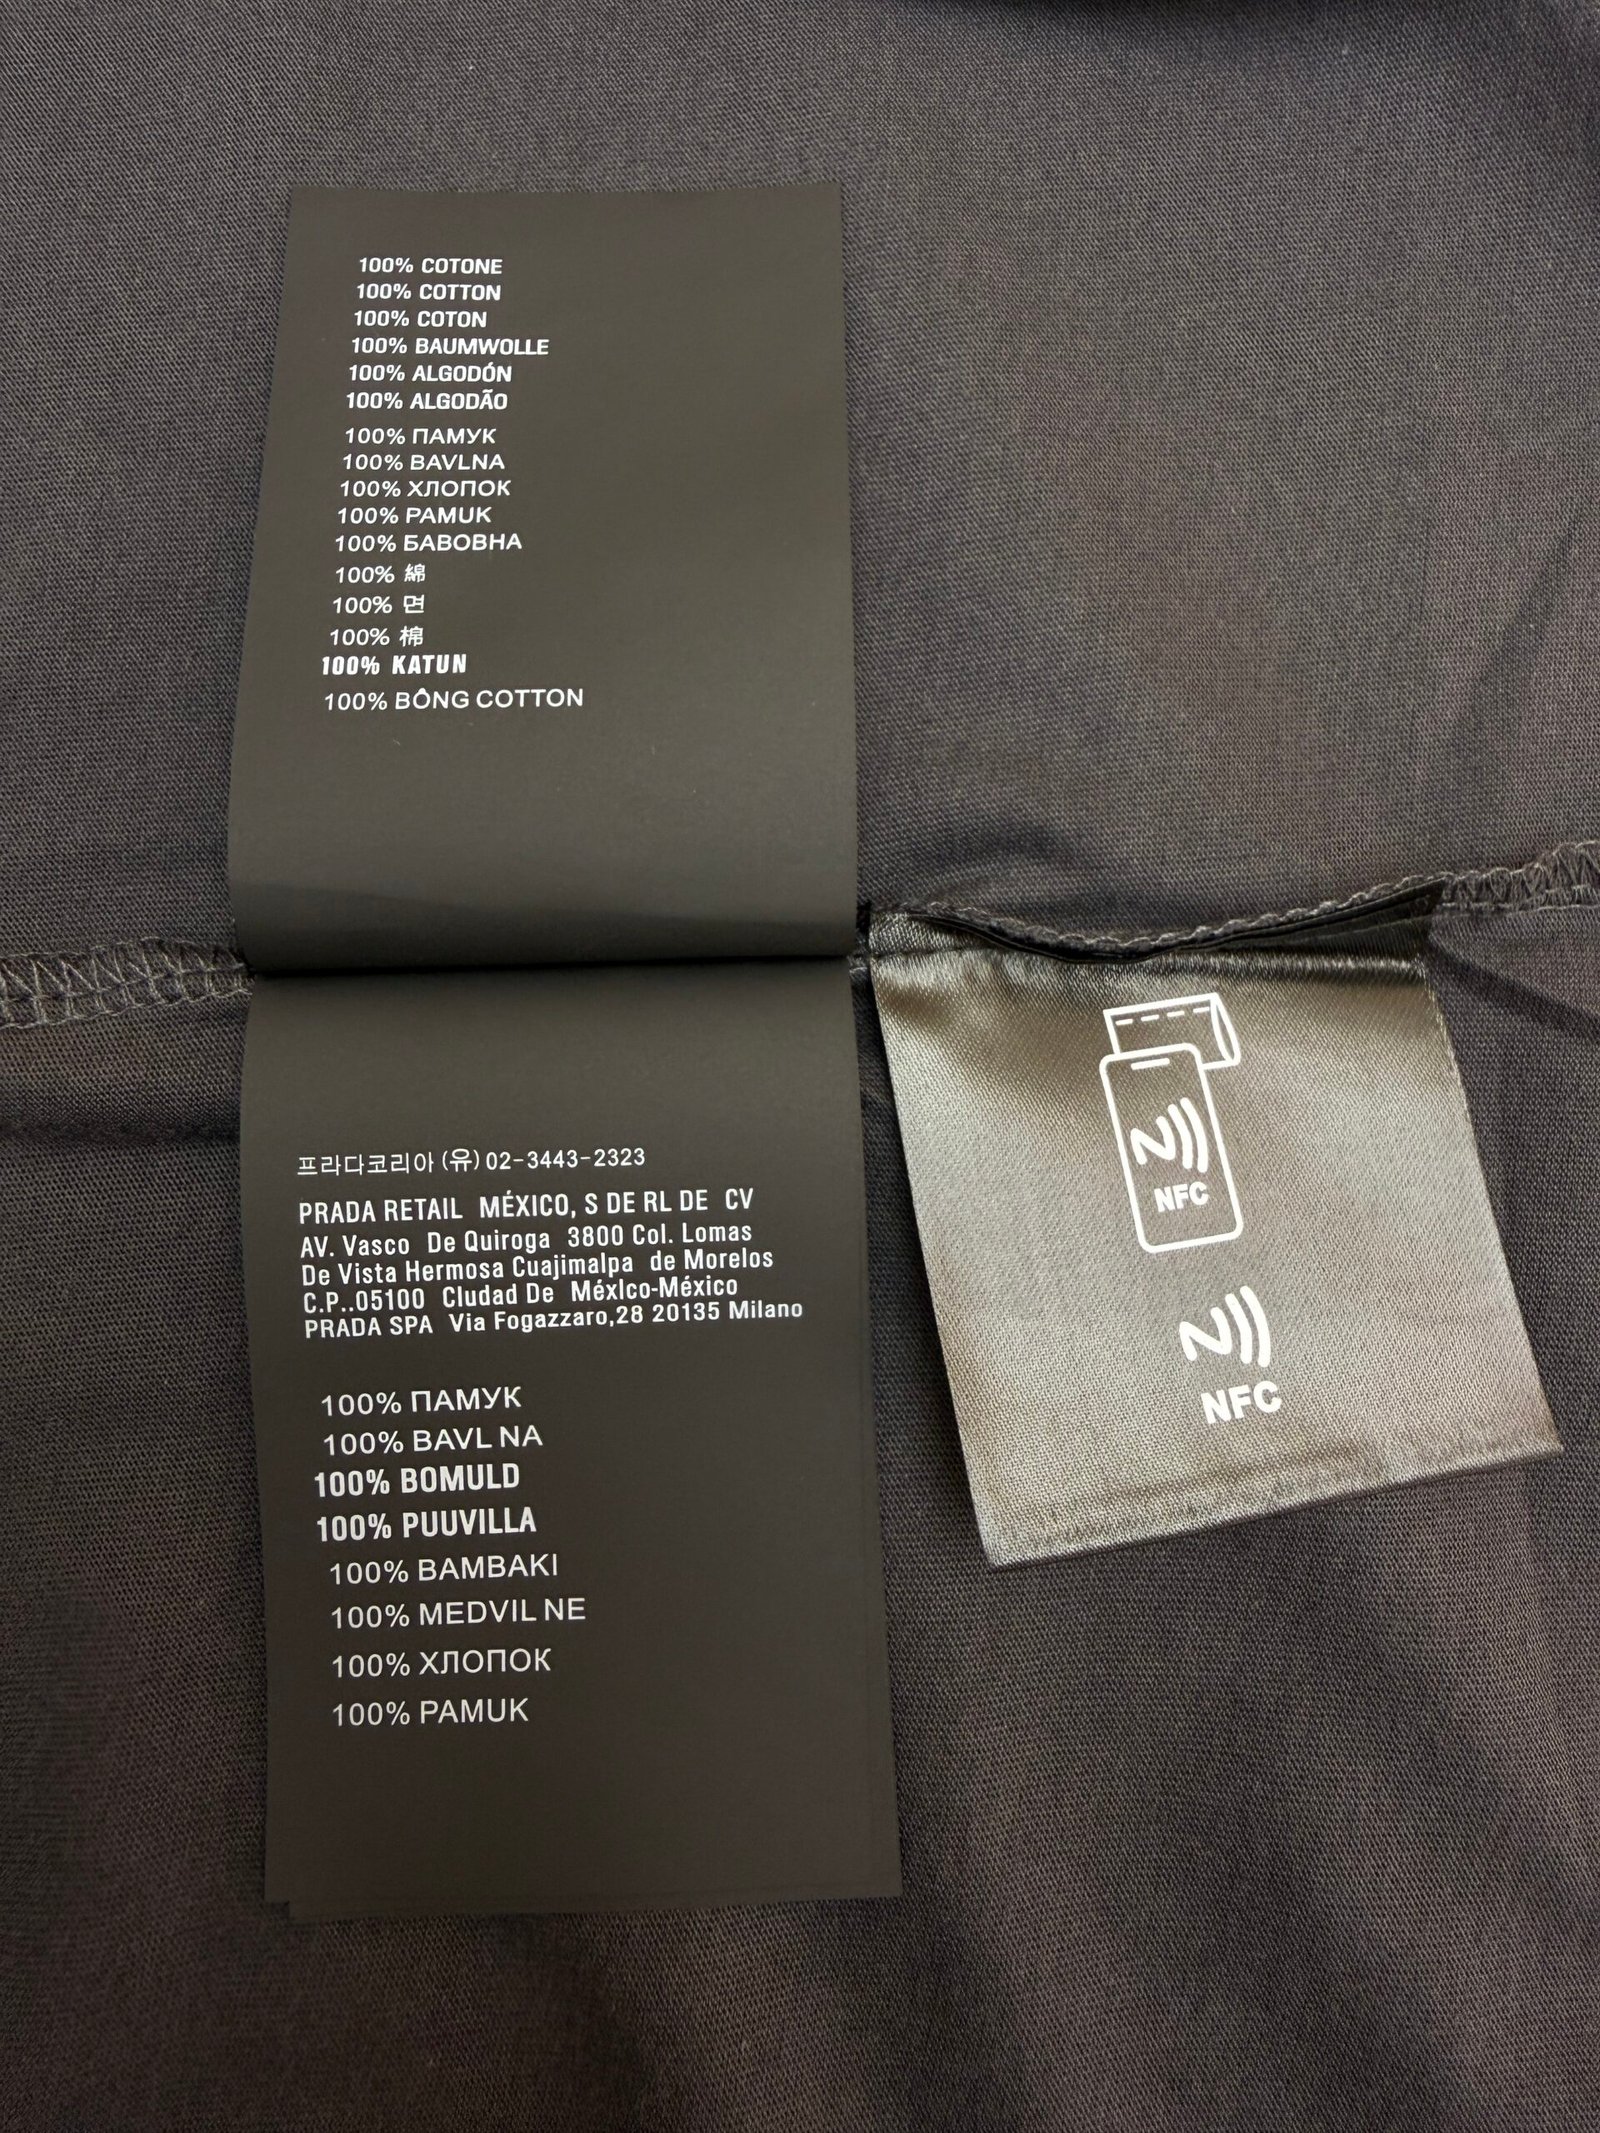 100% COTONE
100% COTTON
100% COTON
100% BAUMWOLLE
100% ALGODÓN
100% ALGODÃO
100% ПАМУК
100% BAVLNA
100% ХЛОПОК
100% PAMUK
100% БАВОВНА
100% 綿
100% 면
100% 棉
100% KATUN
100% BÔNG COTTON
프라다코리아 (유) 02-3443-2323
PRADA RETAIL MÉXICO, S DE RL DE CV
AV. Vasco De Quiroga 3800 Col. Lomas
De Vista Hermosa Cuajimalpa de Morelos
C.P..05100 Cludad De Méxlco-México
PRADA SPA Via Fogazzaro,28 20135 Milano
100% ПАМУК
100% BAVL NA
100% BOMULD
100% PUUVILLA
100% BAMBAKI
100% MEDVIL NE
100% ХЛОПОК
100% PAMUK
NFC
NFC